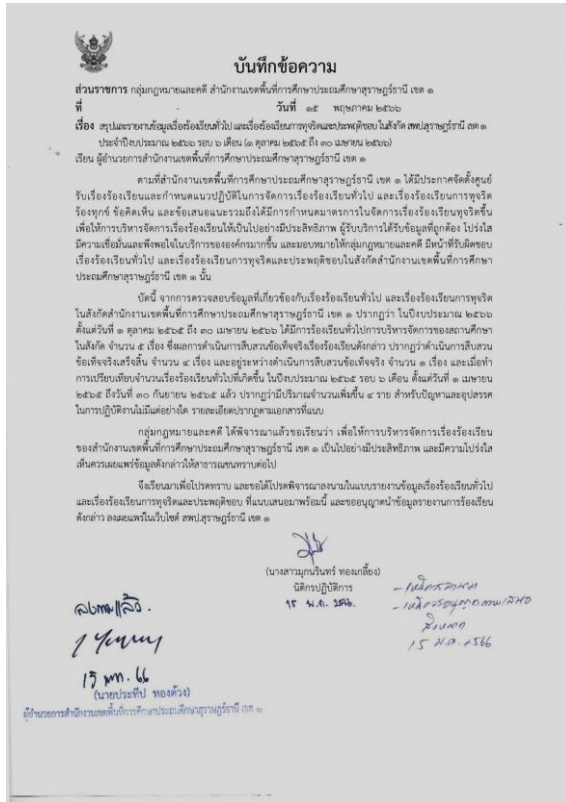 บันทึกข้อความ
ส่วนราชการ กลุ่มกฎหมายและคดี สำนักงานเขตพื้นที่การศึกษาประถมศึกษาสุราษฎร์ธานี เขต ๑
ที่ - วันที่ ๑๕ พฤษภาคม ๒๕๖๖
เรื่อง สรุปและรายงานข้อมูลเรื่องร้องเรียนทั่วไป และเรื่องร้องเรียนการทุจริตและประพฤติชอบ ในสังกัด สพป.สุราษฎร์ธานี เขต ๑
ประจำปีงบประมาณ ๒๕๖๖ รอบ ๖ เดือน (๑ ตุลาคม ๒๕๖๕ ถึง ๓๐ เมษายน ๒๕๖๖)
เรียน ผู้อำนวยการสำนักงานเขตพื้นที่การศึกษาประถมศึกษาสุราษฎร์ธานี เขต ๑
ตามที่สำนักงานเขตพื้นที่การศึกษาประถมศึกษาสุราษฎร์ธานี เขต ๑ ได้มีประกาศจัดตั้งศูนย์
รับเรื่องร้องเรียนและกำหนดแนวปฏิบัติในการจัดการเรื่องร้องเรียนทั่วไป และเรื่องร้องเรียนการทุจริต
ร้องทุกข์ ข้อคิดเห็น และข้อเสนอแนะรวมถึงได้มีการกำหนดมาตรการในจัดการเรื่องร้องเรียนทุจริตขึ้น
เพื่อให้การบริหารจัดการเรื่องร้องเรียนให้เป็นไปอย่างมีประสิทธิภาพ ผู้รับบริการได้รับข้อมูลที่ถูกต้อง โปร่งใส
มีความเชื่อมั่นและพึงพอใจในบริการขององค์กรมากขึ้น และมอบหมายให้กลุ่มกฎหมายและคดี มีหน้าที่รับผิดชอบ
เรื่องร้องเรียนทั่วไป และเรื่องร้องเรียนการทุจริตและประพฤติชอบในสังกัดสำนักงานเขตพื้นที่การศึกษา
ประถมศึกษาสุราษฎร์ธานี เขต ๑ นั้น
บัดนี้ จากการตรวจสอบข้อมูลที่เกี่ยวข้องกับเรื่องร้องเรียนทั่วไป และเรื่องร้องเรียนการทุจริต
ในสังกัดสำนักงานเขตพื้นที่การศึกษาประถมศึกษาสุราษฎร์ธานี เขต ๑ ปรากฏว่า ในปีงบประมาณ ๒๕๖๖
ตั้งแต่วันที่ ๑ ตุลาคม ๒๕๖๕ ถึง ๓๐ เมษายน ๒๕๖๖ ได้มีการร้องเรียนทั่วไปการบริหารจัดการของสถานศึกษา
ในสังกัด จำนวน ๕ เรื่อง ซึ่งผลการดำเนินการสืบสวนข้อเท็จจริงเรื่องร้องเรียนดังกล่าว ปรากฏว่าดำเนินการสืบสวน
ข้อเท็จจริงเสร็จสิ้น จำนวน ๔ เรื่อง และอยู่ระหว่างดำเนินการสืบสวนข้อเท็จจริง จำนวน ๑ เรื่อง และเมื่อทำ
การเปรียบเทียบจำนวนเรื่องร้องเรียนทั่วไปที่เกิดขึ้น ในปีงบประมาณ ๒๕๖๕ รอบ ๖ เดือน ตั้งแต่วันที่ ๑ เมษายน
๒๕๖๕ ถึงวันที่ ๓๐ กันยายน ๒๕๖๕ แล้ว ปรากฏว่ามีปริมาณจำนวนเพิ่มขึ้น ๔ ราย สำหรับปัญหาและอุปสรรค
ในการปฏิบัติงานไม่มีแต่อย่างใด รายละเอียดปรากฏตามเอกสารที่แนบ
กลุ่มกฎหมายและคดี ได้พิจารณาแล้วขอเรียนว่า เพื่อให้การบริหารจัดการเรื่องร้องเรียน
ของสำนักงานเขตพื้นที่การศึกษาประถมศึกษาสุราษฎร์ธานี เขต ๑ เป็นไปอย่างมีประสิทธิภาพ และมีความโปร่งใส
เห็นควรเผยแพร่ข้อมูลดังกล่าวให้สาธารณชนทราบต่อไป
จึงเรียนมาเพื่อโปรดทราบ และขอได้โปรดพิจารณาลงนามในแบบรายงานข้อมูลเรื่องร้องเรียนทั่วไป
และเรื่องร้องเรียนการทุจริตและประพฤติชอบ ที่แนบเสนอมาพร้อมนี้ และขออนุญาตนำข้อมูลรายงานการร้องเรียน
ดังกล่าว ลงเผยแพร่ในเว็บไซต์ สพป.สุราษฎร์ธานี เขต ๑
(นางสาวมุกนรินทร์ ทองเกลี้ยง)
นิติกรปฏิบัติการ
15 พ.ค. 2566.
15 พ.ค. 2566
ลงนามแล้ว.
15 พค. 66
(นายประทีป ทองด้วง)
ผู้อำนวยการสำนักงานเขตพื้นที่การศึกษาประถมศึกษาสุราษฎร์ธานี เขต ๑